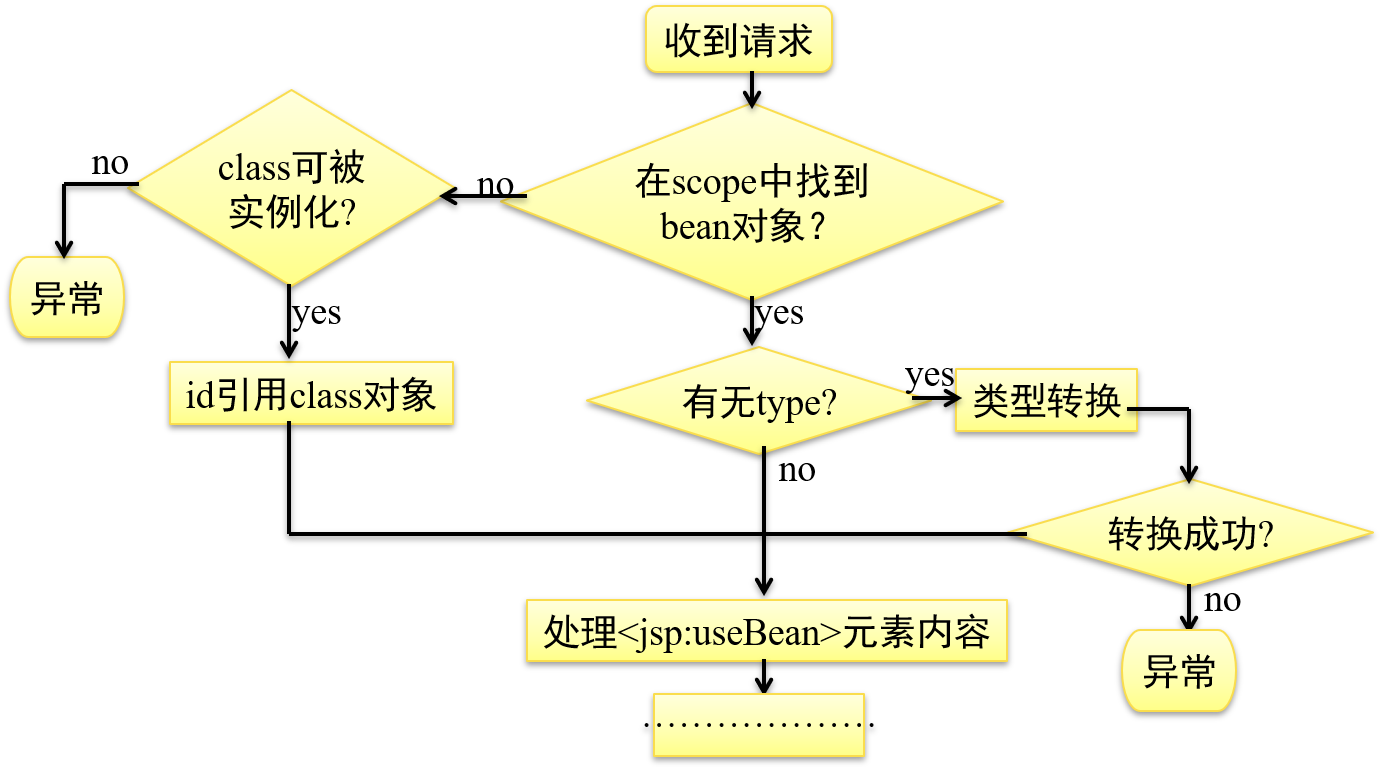 收到请求
no
class可被
实例化?
no
在scope中找到
bean对象？
异常
yes
yes
id引用class对象
有无type?
yes
类型转换
no
转换成功?
处理<jsp:useBean>元素内容
no
异常
…………………